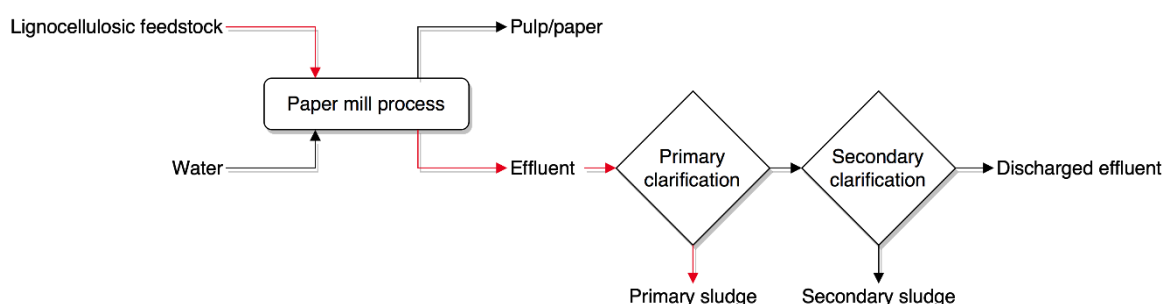 Lignocellulosic feedstock
Pulp/paper
Paper mill process
Water
Effluent
Primary
clarification
Secondary
clarification
Discharged effluent
Primary sludge
Secondary sludge